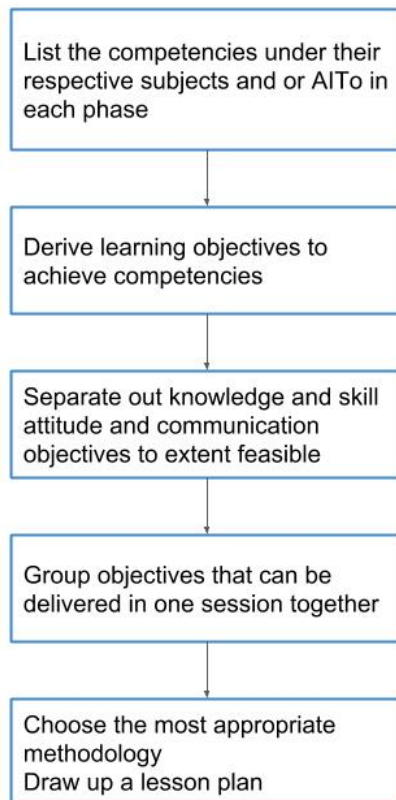 List the competencies under their
respective subjects and or AITo in
each phase
Derive learning objectives to
achieve competencies
Separate out knowledge and skill
attitude and communication
objectives to extent feasible
Group objectives that can be
delivered in one session together
Choose the most appropriate
methodology
Draw up a lesson plan